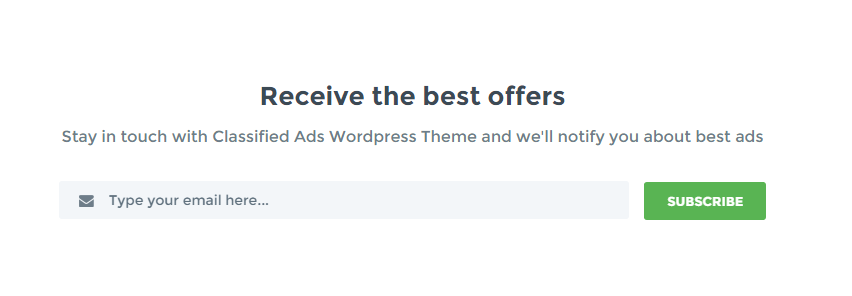 Receive the best offers
Stay in touch with Classified Ads Wordpress Theme and we'll notify you about best ads
Type your email here...
SUBSCRIBE